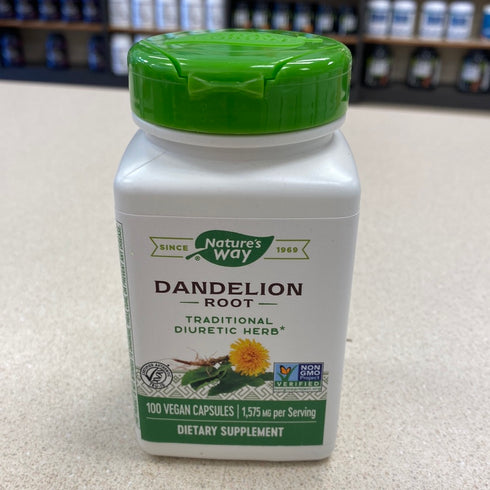 SINCE Nature's Way ® 1969
DANDELION
ROOT
TRADITIONAL
DIURETIC HERB*
NON
GMO
Project
VERIFIED
100 VEGAN CAPSULES | 1,575 MG per Serving
DIETARY SUPPLEMENT